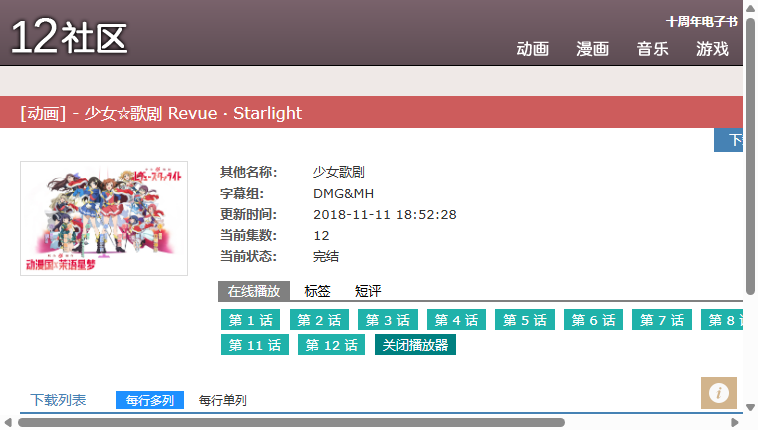 十周年电子书
12社区
动画 漫画 音乐 游戏
[动画] - 少女☆歌剧 Revue · Starlight
其他名称: 少女歌剧
字幕组: DMG&MH
更新时间: 2018-11-11 18:52:28
当前集数: 12
当前状态: 完结
动漫国×茉语星梦
在线播放 标签 短评
第 1 话 第 2 话 第 3 话 第 4 话 第 5 话 第 6 话 第 7 话 第 8
第 11 话 第 12 话 关闭播放器
下载列表 每行多列 每行单列